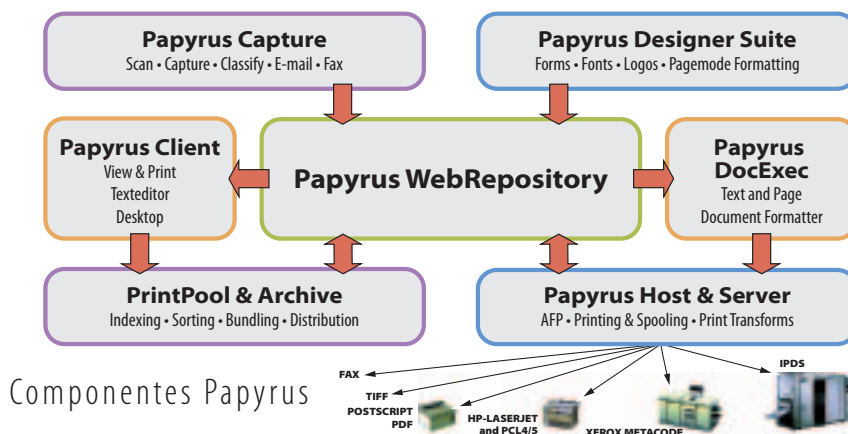 Papyrus Capture
Scan • Capture • Classify • E-mail • Fax
Papyrus Designer Suite
Forms • Fonts • Logos • Pagemode Formatting
Papyrus Client
View & Print
Texteditor
Desktop
Papyrus WebRepository
Papyrus
DocExec
Text and Page
Document Formatter
PrintPool & Archive
Indexing • Sorting • Bundling • Distribution
Papyrus Host & Server
AFP • Printing & Spooling • Print Transforms
Componentes Papyrus
FAX
TIFF
POSTSCRIPT
PDF
HP-LASERJET
and PCL4/5
XEROX METACODE
IPDS